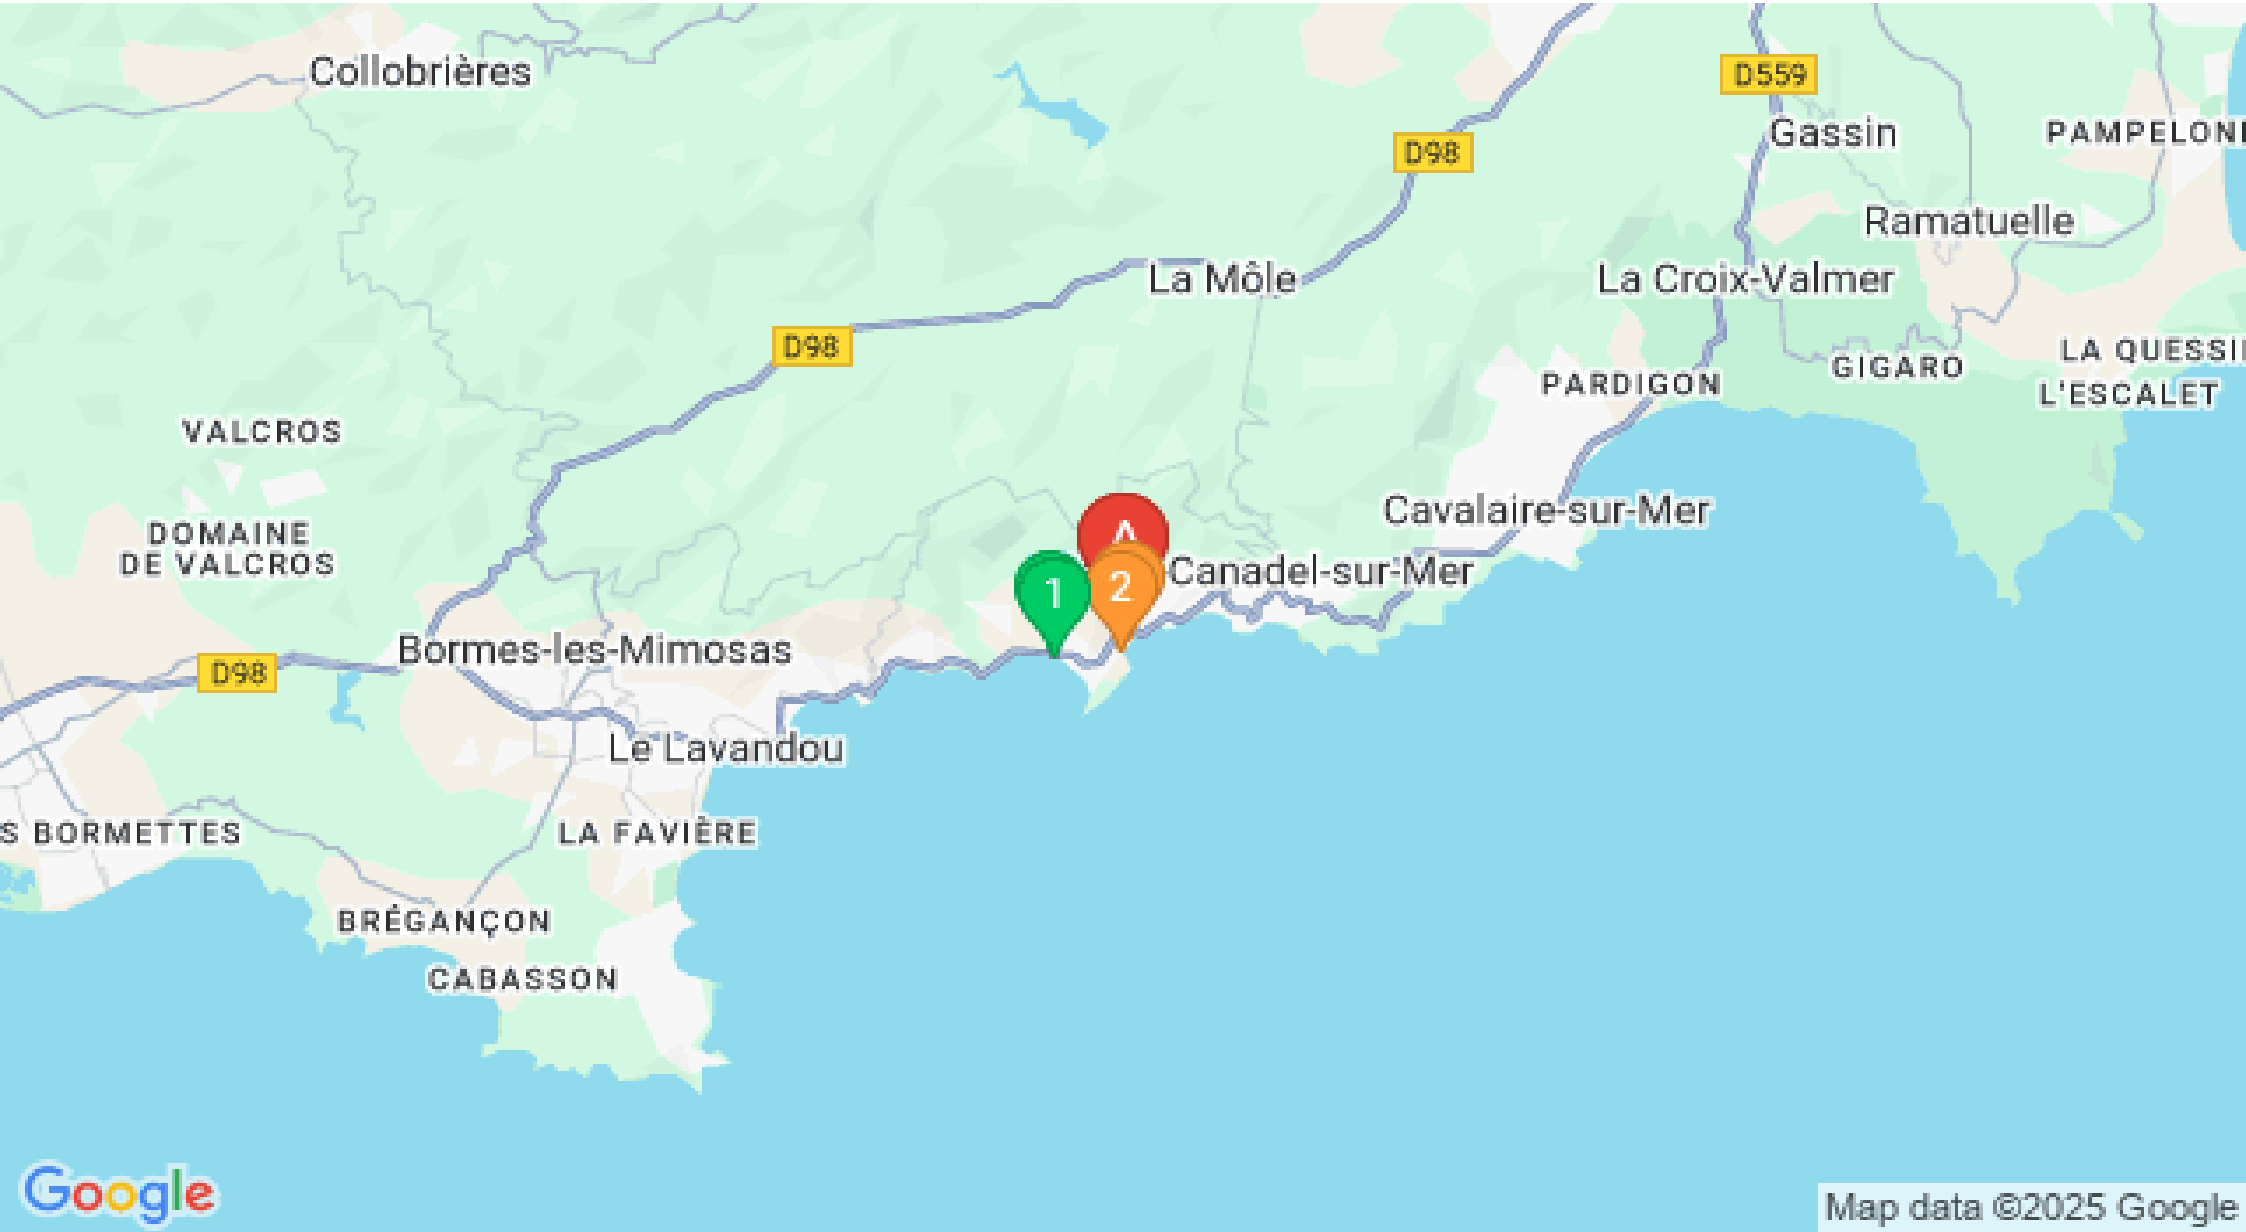 Collobrières
D559
Gassin
PAMPELON
D98
Ramatuelle
La Môle
La Croix-Valmer
D98
LA QUESSI
GIGARO
PARDIGON
L'ESCALET
VALCROS
Cavalaire-sur-Mer
DOMAINE
DE VALCROS
A
Canadel-sur-Mer
1
2
Bormes-les-Mimosas
D98
Le Lavandou
S BORMETTES
LA FAVIÈRE
BRÉGANÇON
CABASSON
Google
Map data ©2025 Google